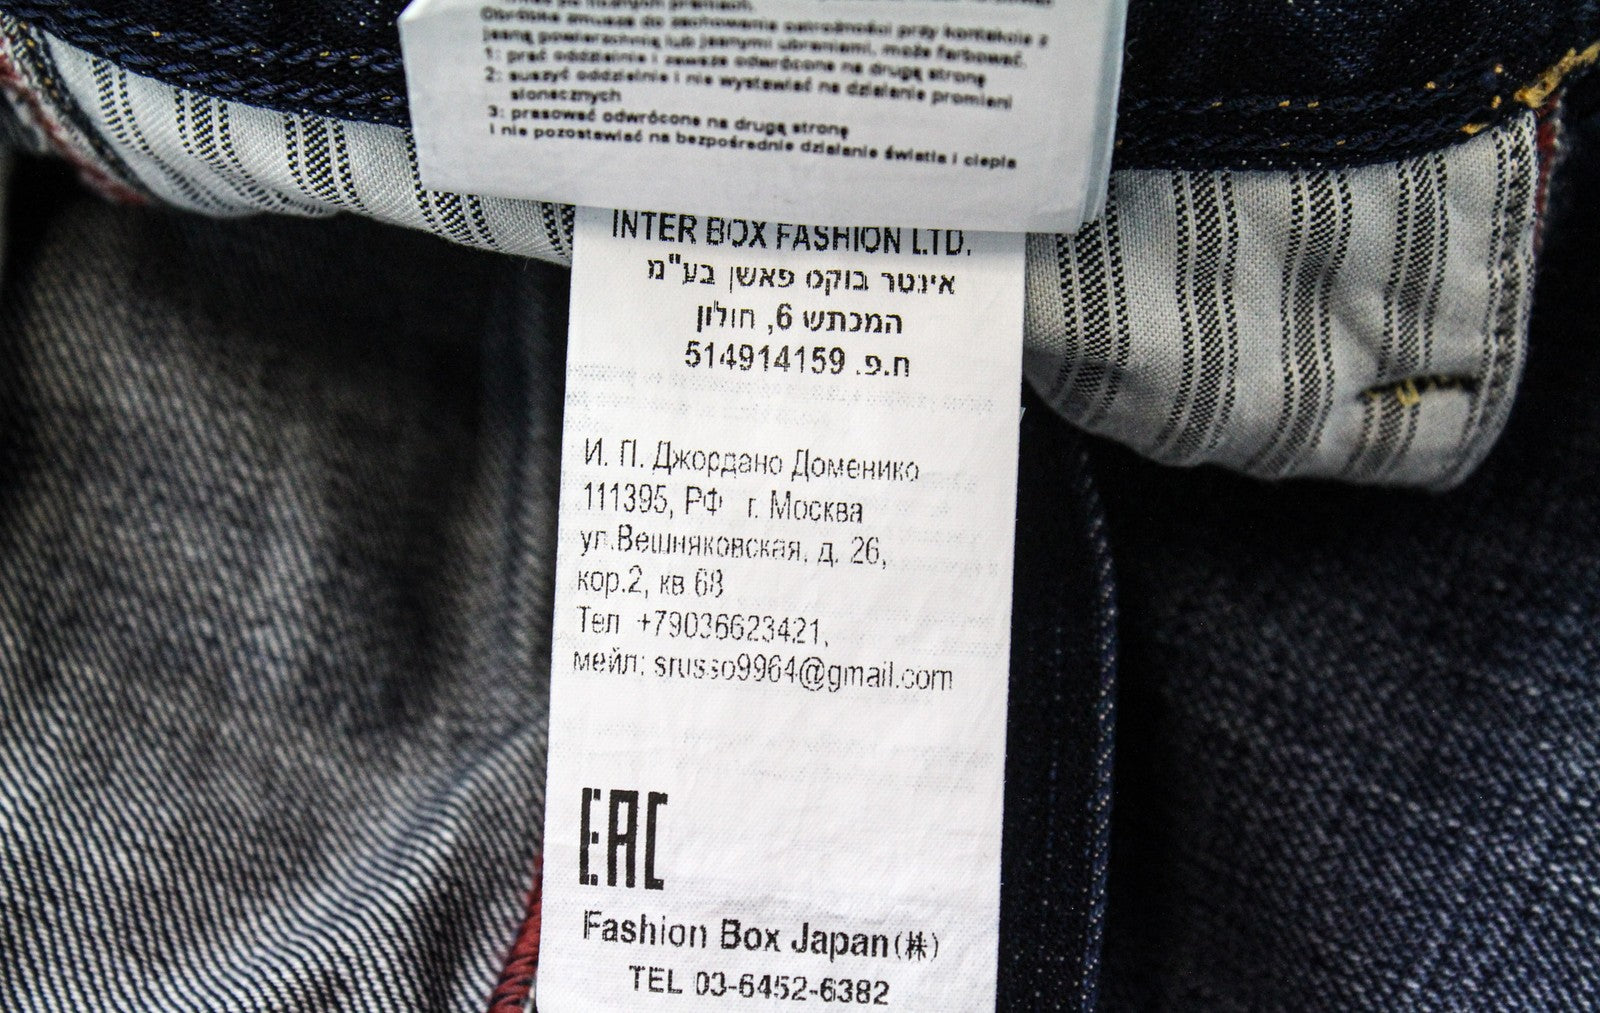 Obróbka zmusza do zachowania ostrożności przy kontakcie z
jasną powierzchnią lub jasnymi ubraniami, może farbować.
1: prać oddzielnie i zawsze odwrócone na drugą stronę
2: suszyć oddzielnie i nie wystawiać na działanie promieni
słonecznych
3: prasować odwrócone na drugą stronę
i nie pozostawiać na bezpośrednie działanie światła i ciepła
INTER BOX FASHION LTD.
אינטר בוקס פאשן בע"מ
המכתש 6, חולון
ח.פ. 514914159
И. П. Джордано Доменико
111395, РФ г. Москва
ул.Вешняковская, д. 26,
кор.2, кв 68
Тел +79036623421,
мейл: srusso9964@gmail.com
EAC
Fashion Box Japan(株)
TEL 03-6452-6382